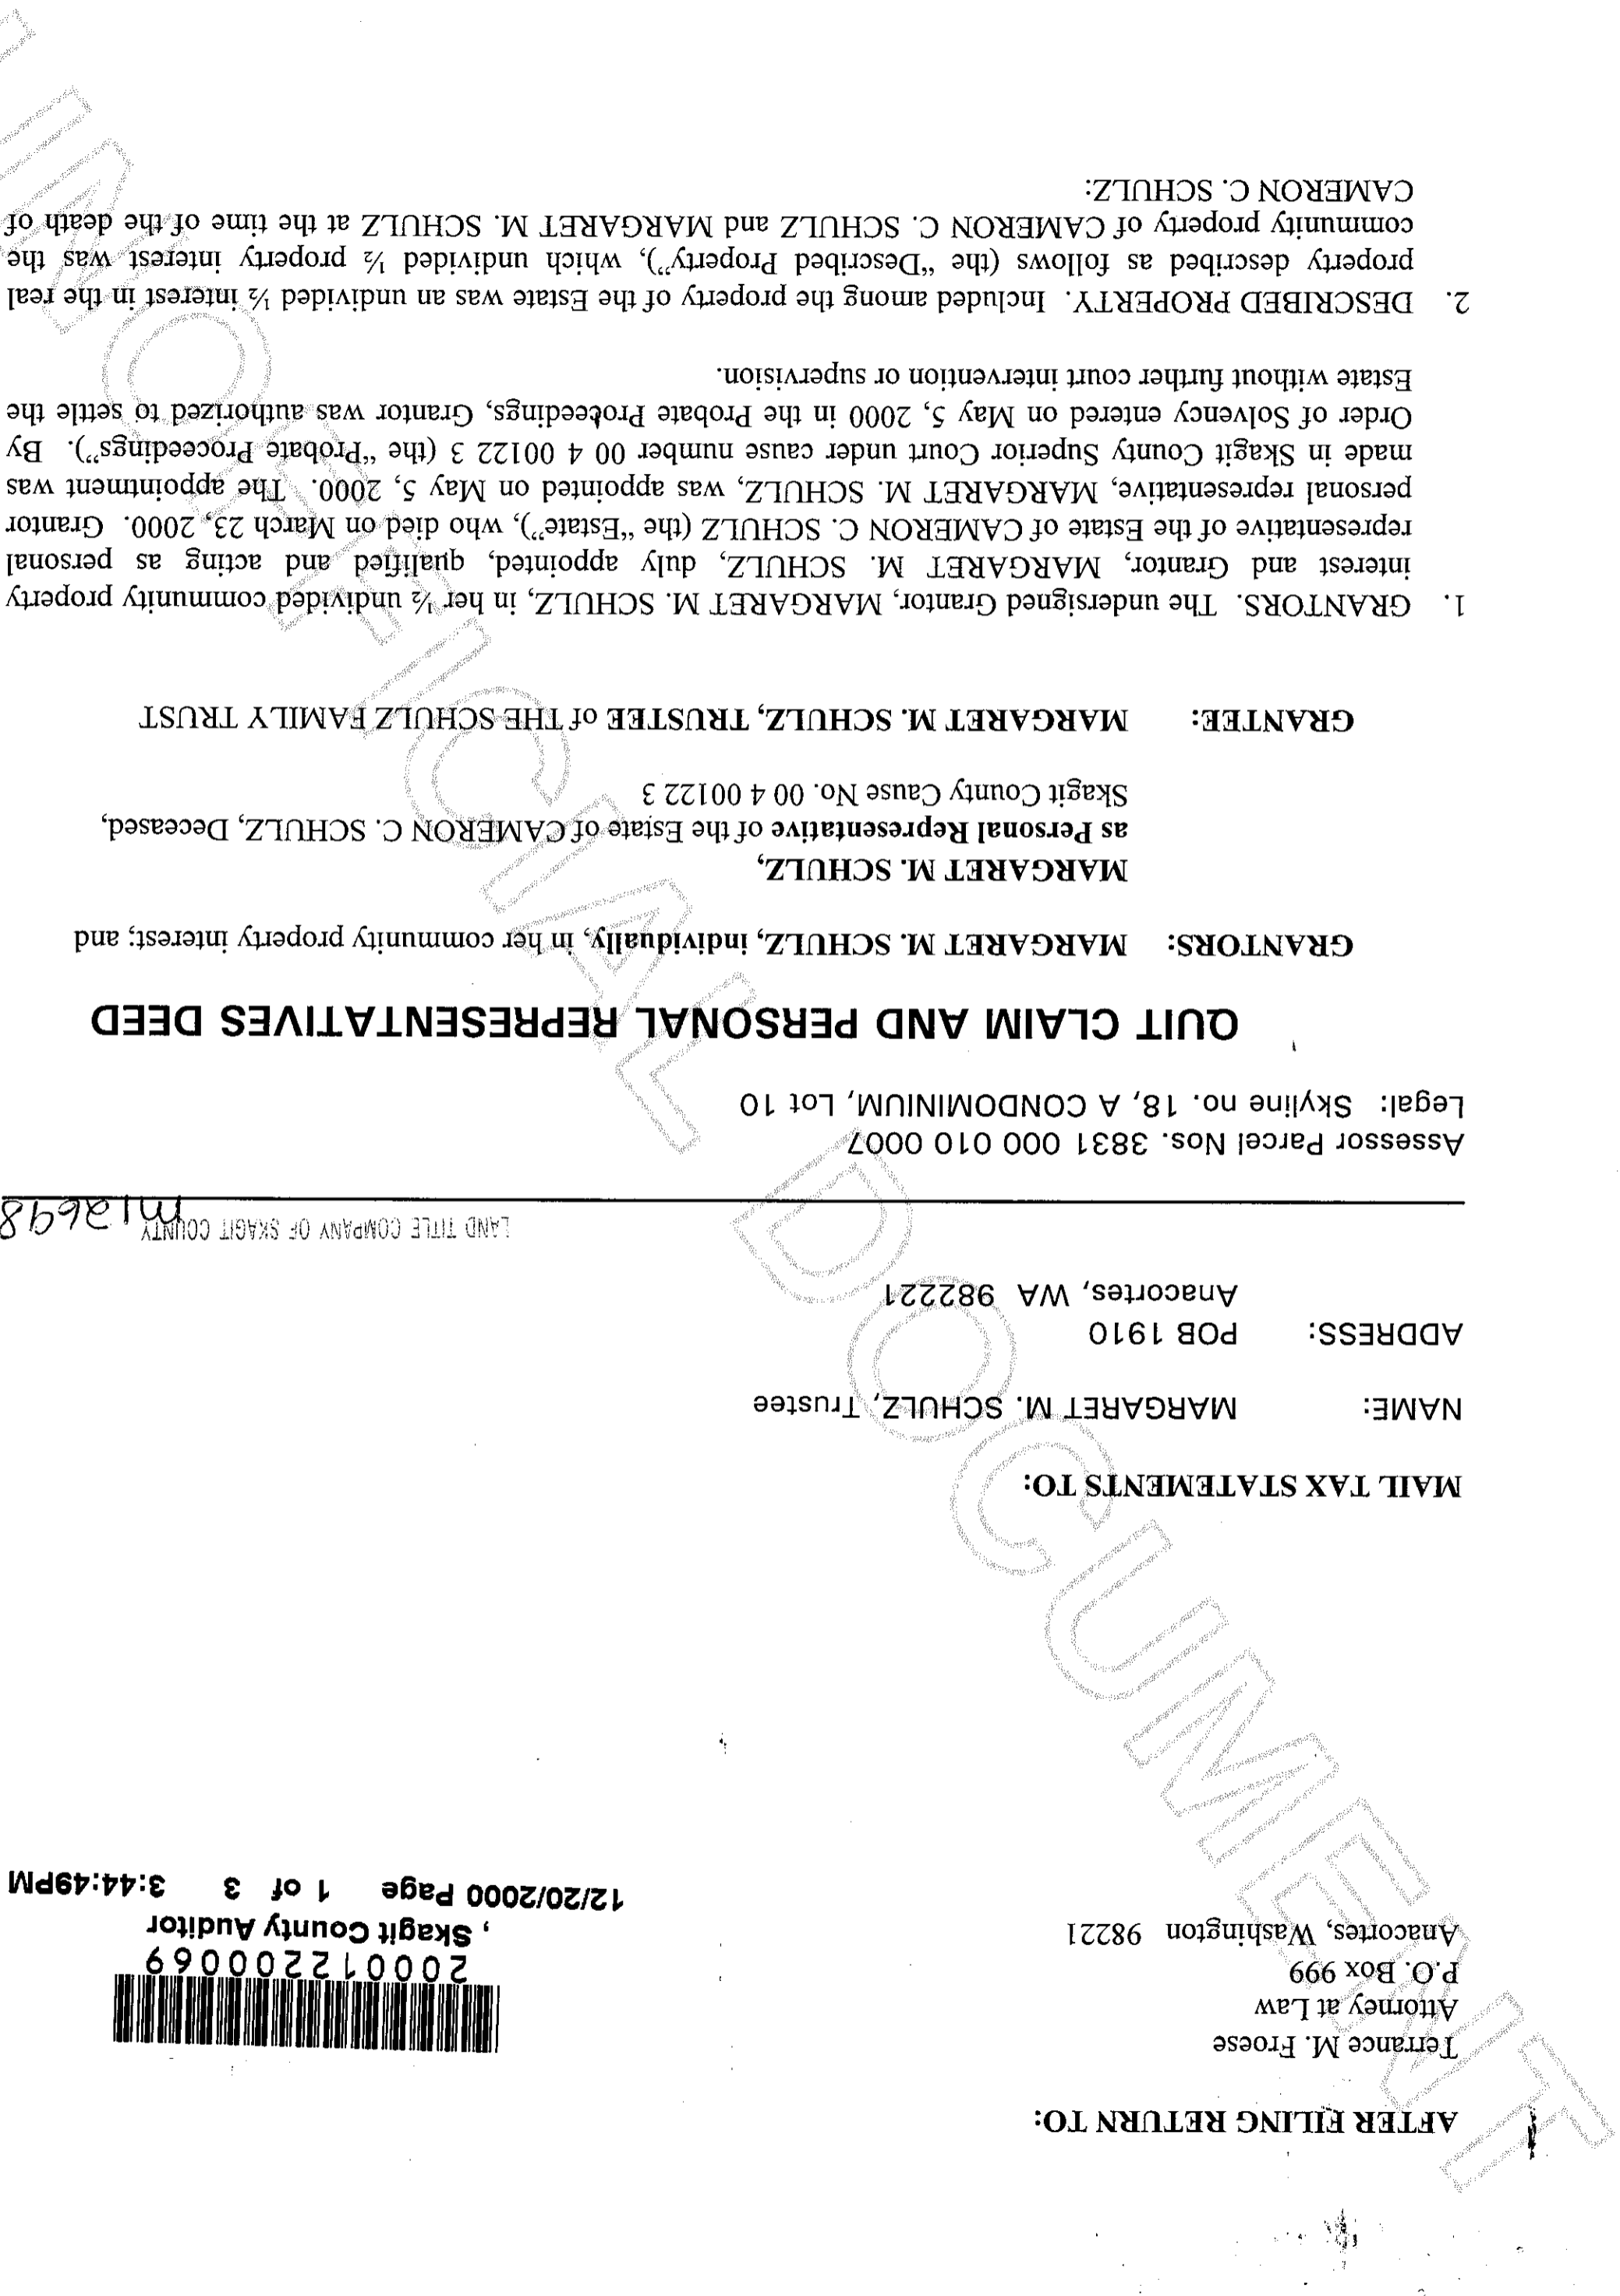 AFTER FILING RETURN TO:
Terrance M. Froese
Attorney at Law
P.O. Box 999
Anacortes, Washington 98221
200012200069
, Skagit County Auditor
12/20/2000 Page 1 of 3 3:44:49PM
MAIL TAX STATEMENTS TO:
NAME: MARGARET M. SCHULZ, Trustee
ADDRESS: POB 1910
Anacortes, WA 982221
LAND TITLE COMPANY OF SKAGIT COUNTY
M12698
Assessor Parcel Nos. 3831 000 010 0007
Legal: Skyline no. 18, A CONDOMINIUM, Lot 10
QUIT CLAIM AND PERSONAL REPRESENTATIVES DEED
GRANTORS: MARGARET M. SCHULZ, individually, in her community property interest; and
MARGARET M. SCHULZ,
as Personal Representative of the Estate of CAMERON C. SCHULZ, Deceased,
Skagit County Cause No. 00 4 00122 3
GRANTEE: MARGARET M. SCHULZ, TRUSTEE of THE SCHULZ FAMILY TRUST
1. GRANTORS. The undersigned Grantor, MARGARET M. SCHULZ, in her ½ undivided community property
interest and Grantor, MARGARET M. SCHULZ, duly appointed, qualified and acting as personal
representative of the Estate of CAMERON C. SCHULZ (the “Estate”), who died on March 23, 2000. Grantor
personal representative, MARGARET M. SCHULZ, was appointed on May 5, 2000. The appointment was
made in Skagit County Superior Court under cause number 00 4 00122 3 (the “Probate Proceedings”). By
Order of Solvency entered on May 5, 2000 in the Probate Proceedings, Grantor was authorized to settle the
Estate without further court intervention or supervision.
2. DESCRIBED PROPERTY. Included among the property of the Estate was an undivided ½ interest in the real
property described as follows (the “Described Property”), which undivided ½ property interest was the
community property of CAMERON C. SCHULZ and MARGARET M. SCHULZ at the time of the death of
CAMERON C. SCHULZ:
UNOFFICIAL DOCUMENT